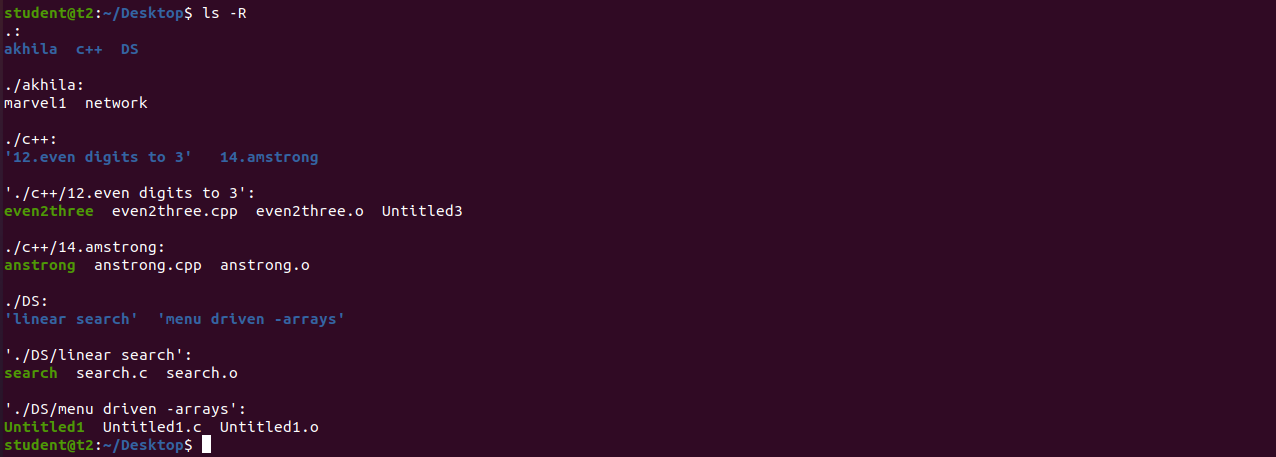 student@t2:~/Desktop$ ls -R
.:
akhila  c++  DS
./akhila:
marvel1  network
./c++:
'12.even digits to 3'   14.amstrong
'./c++/12.even digits to 3':
even2three  even2three.cpp  even2three.o  Untitled3
./c++/14.amstrong:
anstrong  anstrong.cpp  anstrong.o
./DS:
'linear search'  'menu driven -arrays'
'./DS/linear search':
search  search.c  search.o
'./DS/menu driven -arrays':
Untitled1  Untitled1.c  Untitled1.o
student@t2:~/Desktop$